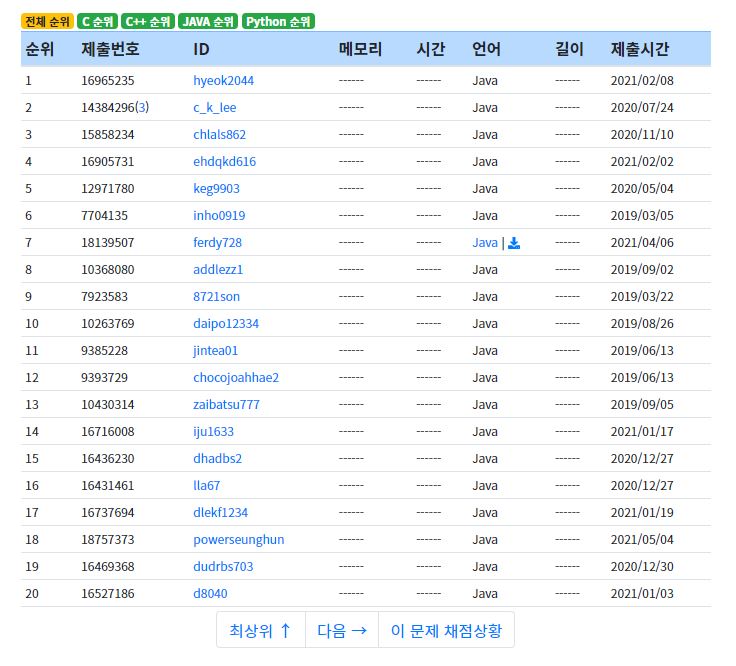 전체 순위 C 순위 C++ 순위 JAVA 순위 Python 순위
순위 제출번호 ID 메모리 시간 언어 길이 제출시간
1 16965235 hyeok2044 ------ ------ Java ------ 2021/02/08
2 14384296(3) c_k_lee ------ ------ Java ------ 2020/07/24
3 15858234 chlals862 ------ ------ Java ------ 2020/11/10
4 16905731 ehdqkd616 ------ ------ Java ------ 2021/02/02
5 12971780 keg9903 ------ ------ Java ------ 2020/05/04
6 7704135 inho0919 ------ ------ Java ------ 2019/03/05
7 18139507 ferdy728 ------ ------ Java | ------ 2021/04/06
8 10368080 addlezz1 ------ ------ Java ------ 2019/09/02
9 7923583 8721son ------ ------ Java ------ 2019/03/22
10 10263769 daipo12334 ------ ------ Java ------ 2019/08/26
11 9385228 jintea01 ------ ------ Java ------ 2019/06/13
12 9393729 chocojoahhae2 ------ ------ Java ------ 2019/06/13
13 10430314 zaibatsu777 ------ ------ Java ------ 2019/09/05
14 16716008 iju1633 ------ ------ Java ------ 2021/01/17
15 16436230 dhadbs2 ------ ------ Java ------ 2020/12/27
16 16431461 lla67 ------ ------ Java ------ 2020/12/27
17 16737694 dlekf1234 ------ ------ Java ------ 2021/01/19
18 18757373 powerseunghun ------ ------ Java ------ 2021/05/04
19 16469368 dudrbs703 ------ ------ Java ------ 2020/12/30
20 16527186 d8040 ------ ------ Java ------ 2021/01/03
최상위 ↑ 다음 → 이 문제 채점상황